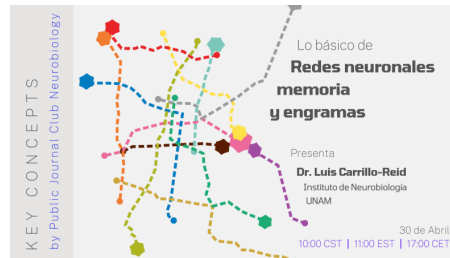 KEY CONCEPTS
by Public Journal Club Neurobiology
Lo básico de
Redes neuronales
memoria
y engramas
Presenta
Dr. Luis Carrillo-Reid
Instituto de Neurobiología
UNAM
30 de Abril
10:00 CST | 11:00 EST | 17:00 CET